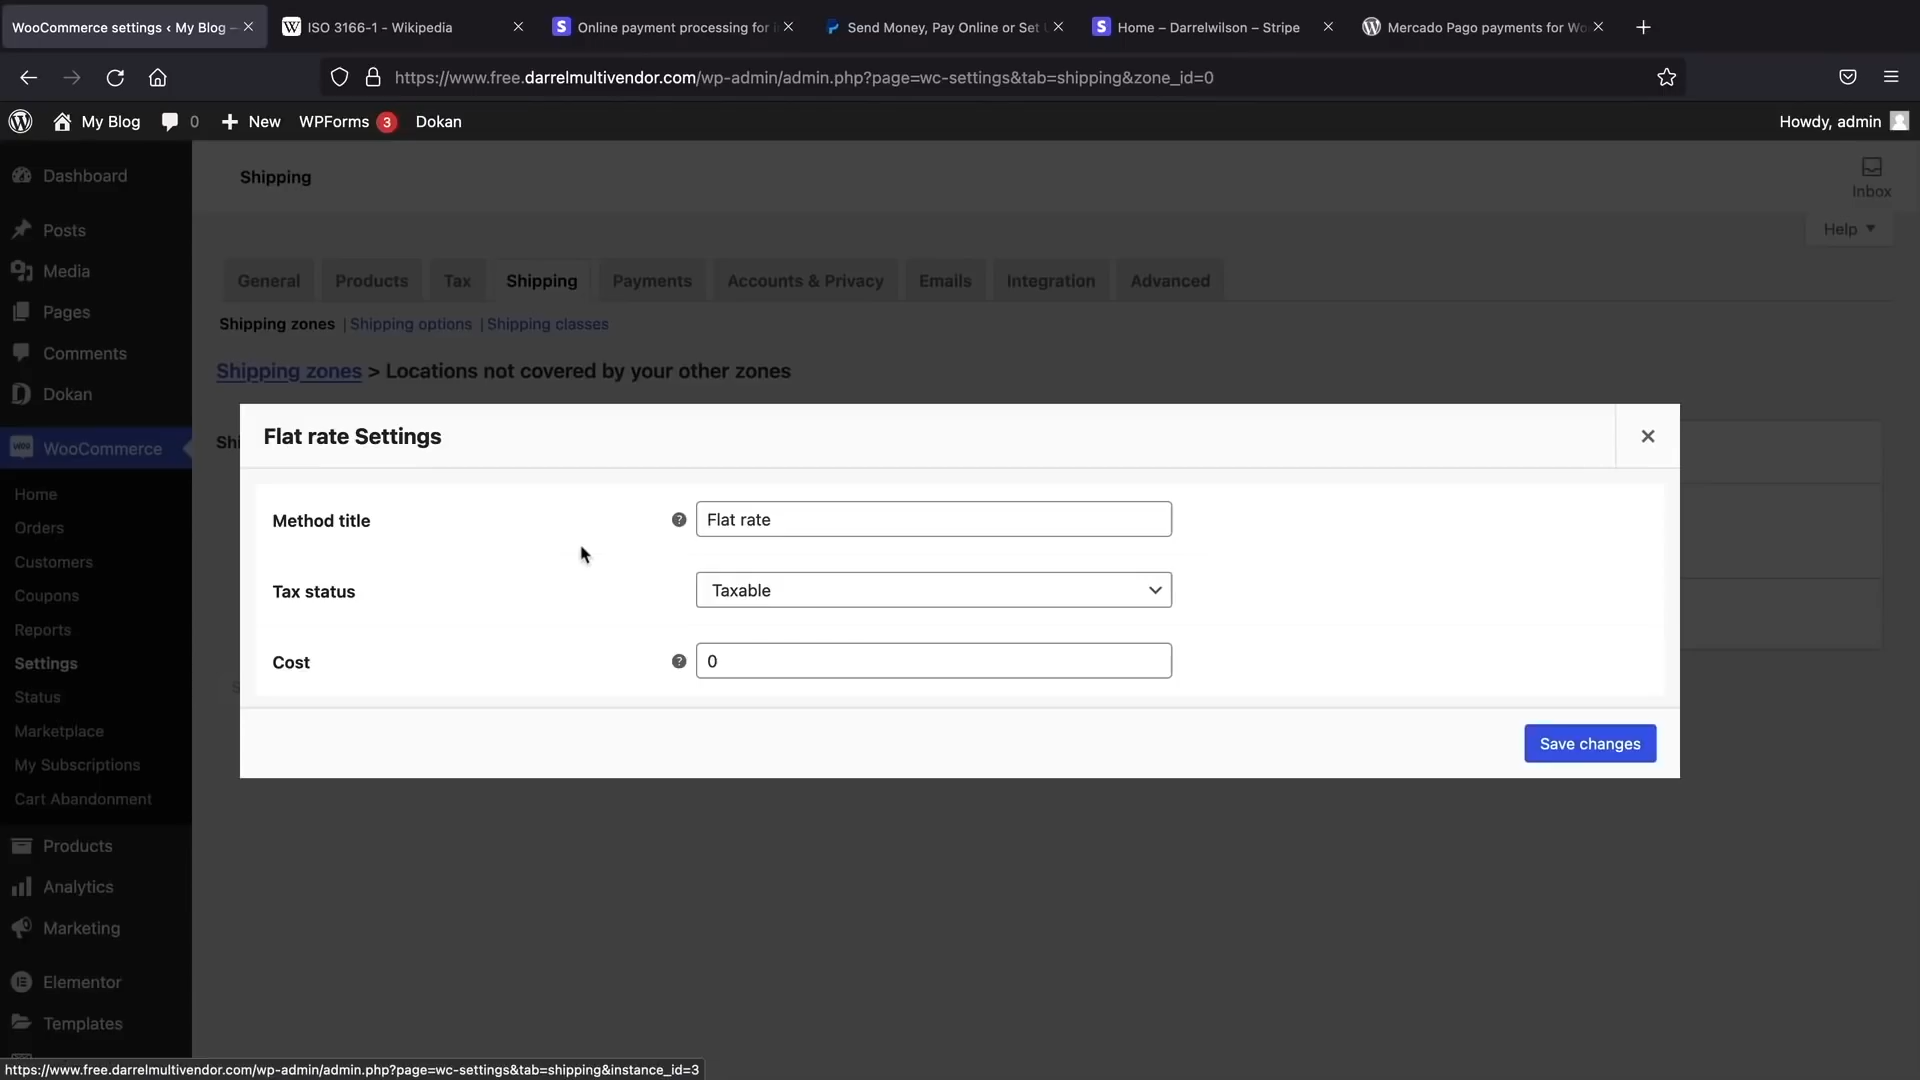 WooCommerce settings ‹ My Blog –
ISO 3166-1 - Wikipedia
Online payment processing for i
Send Money, Pay Online or Set U
Home – Darrelwilson – Stripe
Mercado Pago payments for Wo
https://www.free.darrelmultivendor.com/wp-admin/admin.php?page=wc-settings&tab=shipping&zone_id=0
My Blog 0 New WPForms 3 Dokan
Howdy, admin
Dashboard
Posts
Media
Pages
Comments
Dokan
WooCommerce
Home
Orders
Customers
Coupons
Reports
Settings
Status
Marketplace
My Subscriptions
Cart Abandonment
Products
Analytics
Marketing
Elementor
Templates
Shipping
Inbox
Help
General Products Tax Shipping Payments Accounts & Privacy Emails Integration Advanced
Shipping zones | Shipping options | Shipping classes
Shipping zones > Locations not covered by your other zones
Shi
Flat rate Settings
Method title
Flat rate
Tax status
Taxable
Cost
0
Save changes
https://www.free.darrelmultivendor.com/wp-admin/admin.php?page=wc-settings&tab=shipping&instance_id=3